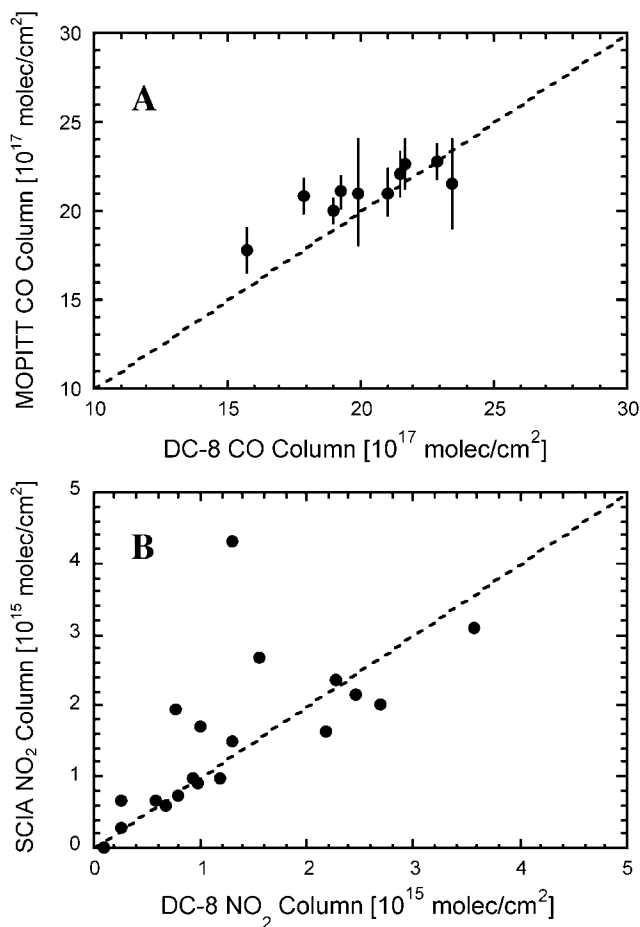 30
25
20
15
10
MOPITT CO Column [10^17 molec/cm^2]
A
10 15 20 25 30
DC-8 CO Column [10^17 molec/cm^2]
5
4
3
2
1
0
SCIA NO₂ Column [10^15 molec/cm^2]
B
0 1 2 3 4 5
DC-8 NO₂ Column [10^15 molec/cm^2]